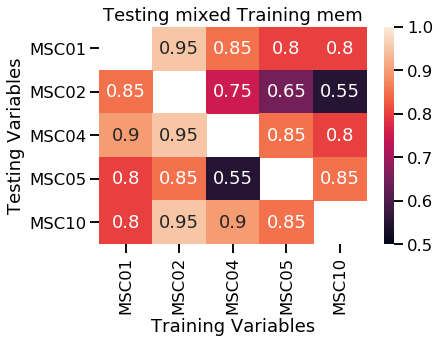 Testing mixed Training mem
Testing Variables
MSC01 0.95 0.85 0.8 0.8
MSC02 0.85 0.75 0.65 0.55
MSC04 0.9 0.95 0.85 0.8
MSC05 0.8 0.85 0.55 0.85
MSC10 0.8 0.95 0.9 0.85
MSC01 MSC02 MSC04 MSC05 MSC10
Training Variables
1.0
0.9
0.8
0.7
0.6
0.5